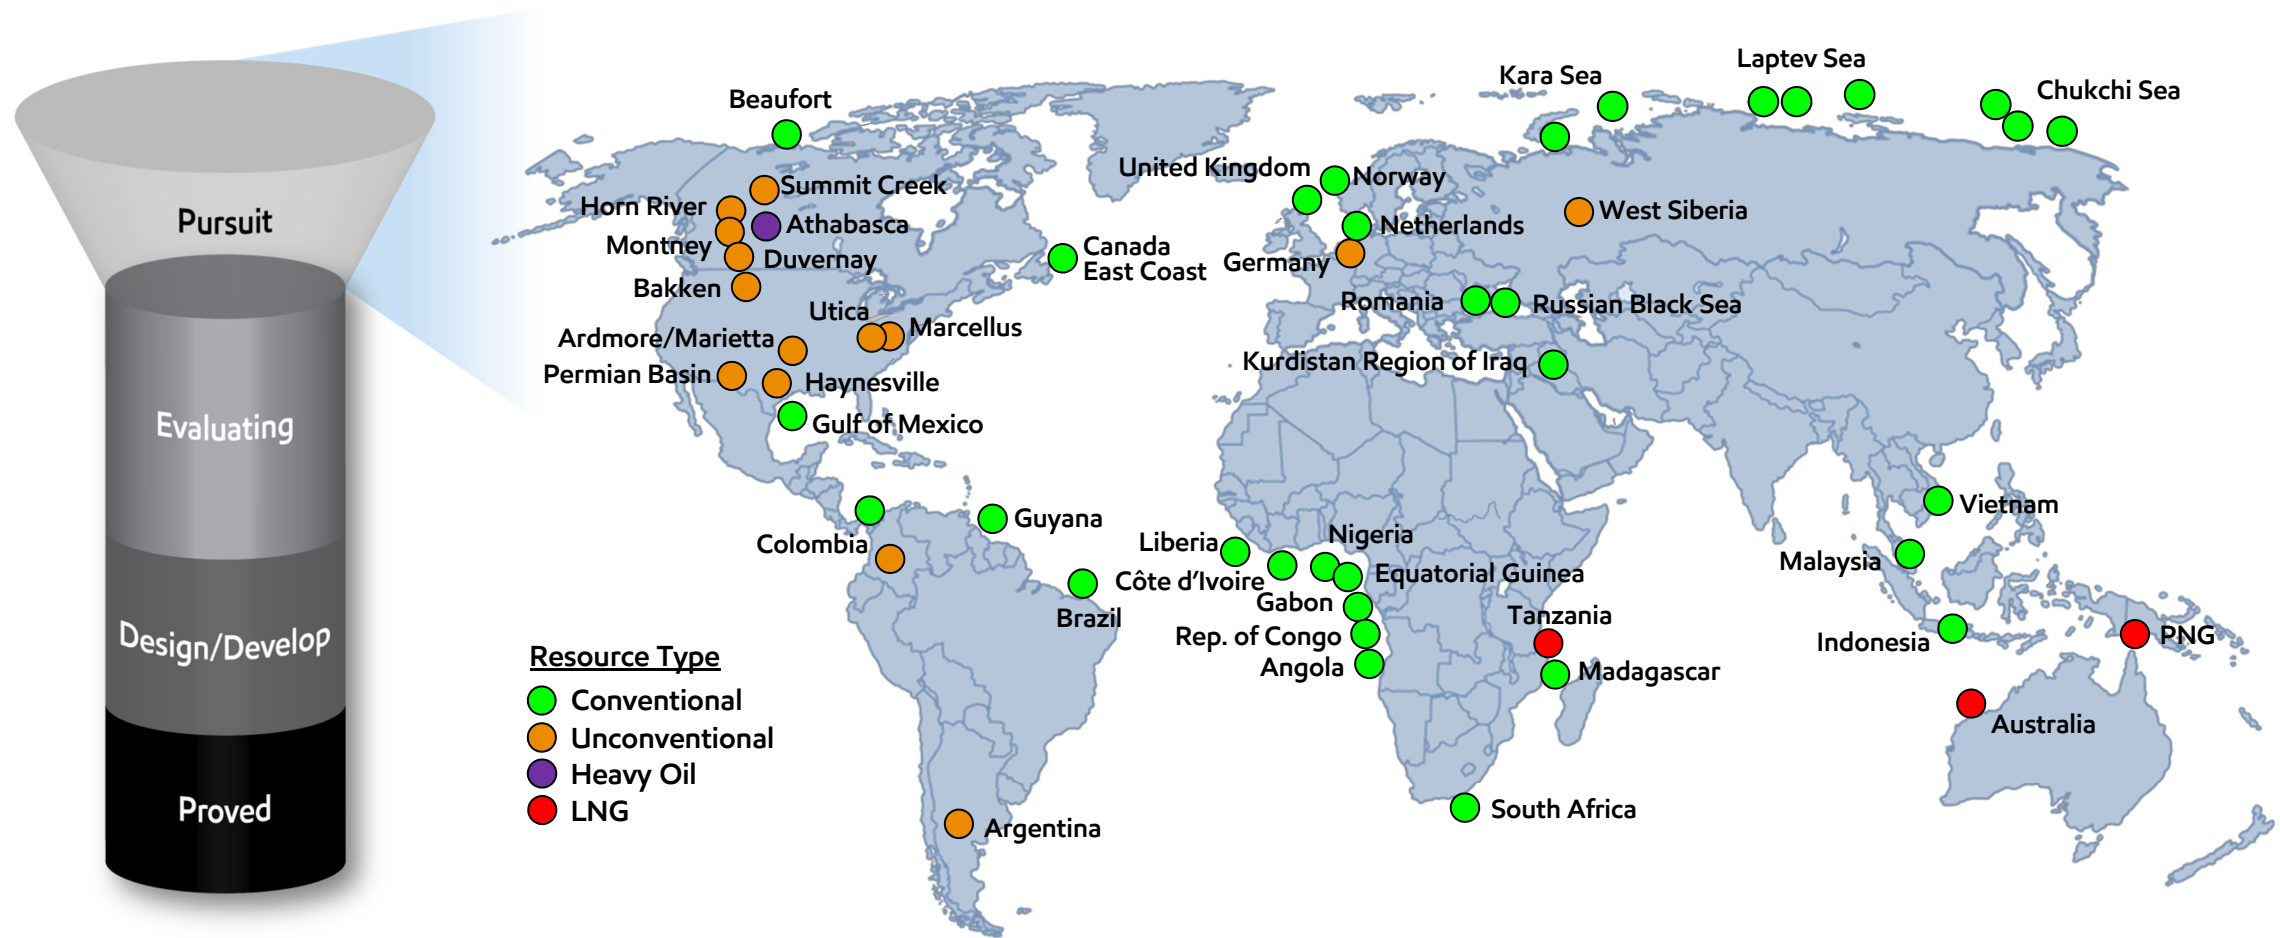 Pursuit
Evaluating
Design/Develop
Proved
Beaufort
Summit Creek
Horn River
Athabasca
Montney
Duvernay
Bakken
Canada
East Coast
Utica
Marcellus
Ardmore/Marietta
Permian Basin
Haynesville
Gulf of Mexico
Colombia
Guyana
Brazil
Argentina
Resource Type
Conventional
Unconventional
Heavy Oil
LNG
Kara Sea
Laptev Sea
Chukchi Sea
United Kingdom
Norway
Netherlands
West Siberia
Germany
Romania
Russian Black Sea
Kurdistan Region of Iraq
Liberia
Nigeria
Côte d’Ivoire
Equatorial Guinea
Gabon
Tanzania
Rep. of Congo
Angola
Madagascar
South Africa
Vietnam
Malaysia
Indonesia
PNG
Australia